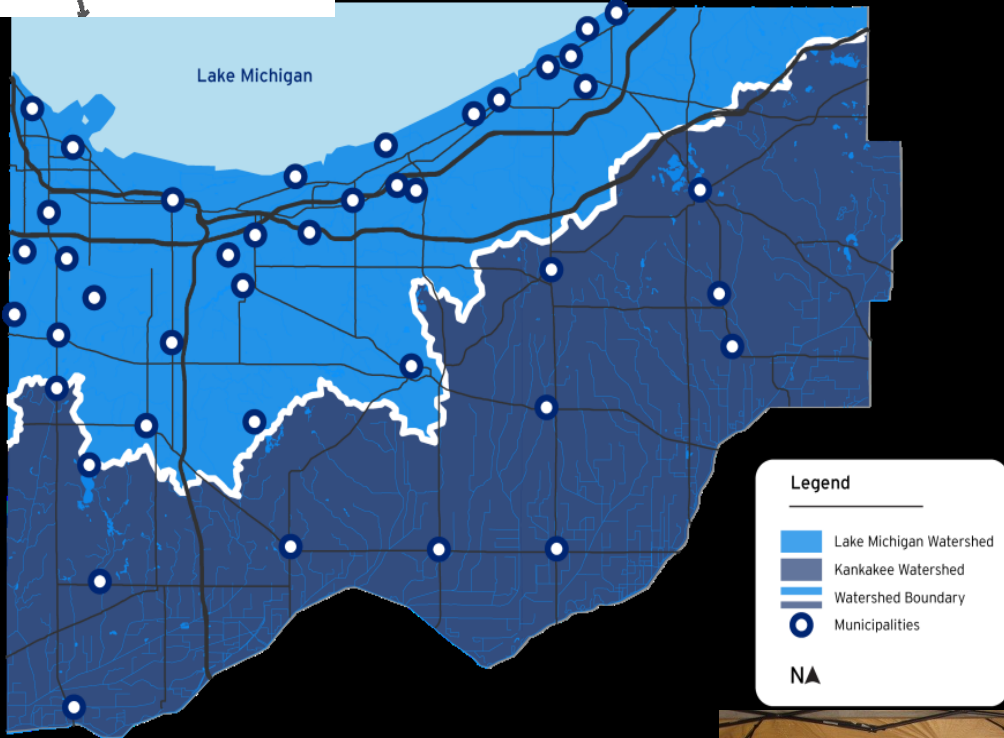 Lake Michigan
Legend
Lake Michigan Watershed
Kankakee Watershed
Watershed Boundary
Municipalities
N